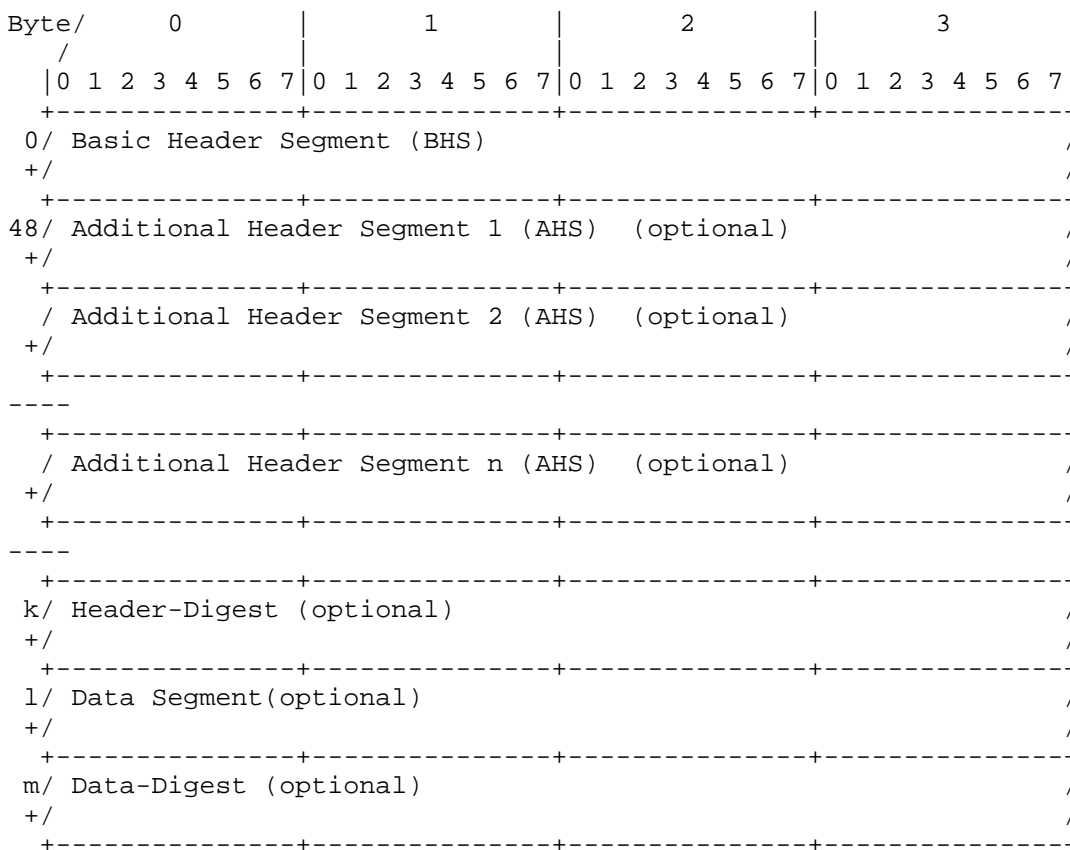 Byte/     0       |       1       |       2       |       3
   /              |               |               |
  |0 1 2 3 4 5 6 7|0 1 2 3 4 5 6 7|0 1 2 3 4 5 6 7|0 1 2 3 4 5 6 7
  +---------------+---------------+---------------+----------------
 0/ Basic Header Segment (BHS)                                    /
 +/                                                               /
  +---------------+---------------+---------------+----------------
48/ Additional Header Segment 1 (AHS)  (optional)                 /
 +/                                                               /
  +---------------+---------------+---------------+----------------
  / Additional Header Segment 2 (AHS)  (optional)                 /
 +/                                                               /
  +---------------+---------------+---------------+----------------
----
  +---------------+---------------+---------------+----------------
  / Additional Header Segment n (AHS)  (optional)                 /
 +/                                                               /
  +---------------+---------------+---------------+----------------
----
  +---------------+---------------+---------------+----------------
 k/ Header-Digest (optional)                                      /
 +/                                                               /
  +---------------+---------------+---------------+----------------
 l/ Data Segment(optional)                                        /
 +/                                                               /
  +---------------+---------------+---------------+----------------
 m/ Data-Digest (optional)                                        /
 +/                                                               /
  +---------------+---------------+---------------+----------------